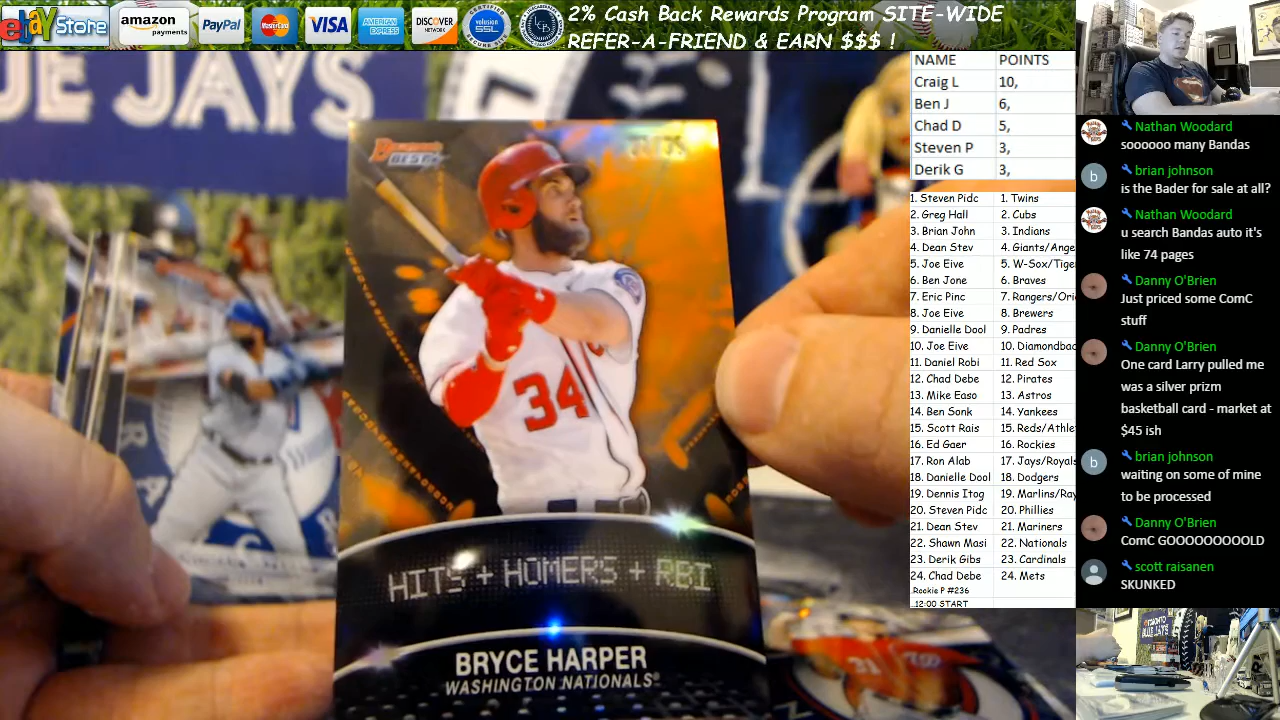 ebay Store
amazon
payments
PayPal
MasterCard
VISA
AMERICAN EXPRESS
DISCOVER
NETWORK
volusion
SSL
2% Cash Back Rewards Program SITE-WIDE
REFER-A-FRIEND & EARN $$$ !
UE JAYS
Bowman's
BEST
34
HITS + HOMERS + RBI
BRYCE HARPER
WASHINGTON NATIONALS
NAME POINTS
Craig L 10,
Ben J 6,
Chad D 5,
Steven P 3,
Derik G 3,
1. Steven Pidc 1. Twins
2. Greg Hall 2. Cubs
3. Brian John 3. Indians
4. Dean Stev 4. Giants/Ange
5. Joe Eive 5. W-Sox/Tige
6. Ben Jone 6. Braves
7. Eric Pinc 7. Rangers/Ori
8. Joe Eive 8. Brewers
9. Danielle Dool 9. Padres
10. Joe Eive 10. Diamondbac
11. Daniel Robi 11. Red Sox
12. Chad Debe 12. Pirates
13. Mike Easo 13. Astros
14. Ben Sonk 14. Yankees
15. Scott Rais 15. Reds/Athle
16. Ed Gaer 16. Rockies
17. Ron Alab 17. Jays/Royals
18. Danielle Dool 18. Dodgers
19. Dennis Itog 19. Marlins/Ray
20. Steven Pidc 20. Phillies
21. Dean Stev 21. Mariners
22. Shawn Masi 22. Nationals
23. Derik Gibs 23. Cardinals
24. Chad Debe 24. Mets
.Rookie P #236
..12:00 START
Nathan Woodard
soooooo many Bandas
b
brian johnson
is the Bader for sale at all?
Nathan Woodard
u search Bandas auto it's
like 74 pages
Danny O'Brien
Just priced some ComC
stuff
Danny O'Brien
One card Larry pulled me
was a silver prizm
basketball card - market at
$45 ish
b
brian johnson
waiting on some of mine
to be processed
Danny O'Brien
ComC GOOOOOOOOOLD
scott raisanen
SKUNKED